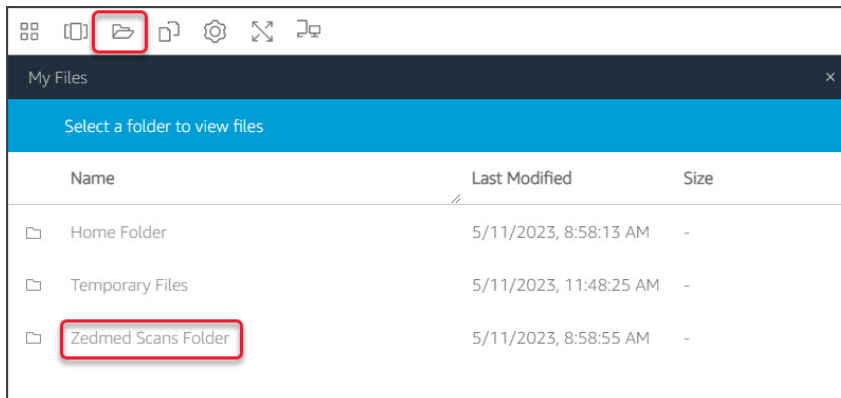 My Files
Select a folder to view files
Name Last Modified Size
Home Folder 5/11/2023, 8:58:13 AM -
Temporary Files 5/11/2023, 11:48:25 AM -
Zedmed Scans Folder 5/11/2023, 8:58:55 AM -